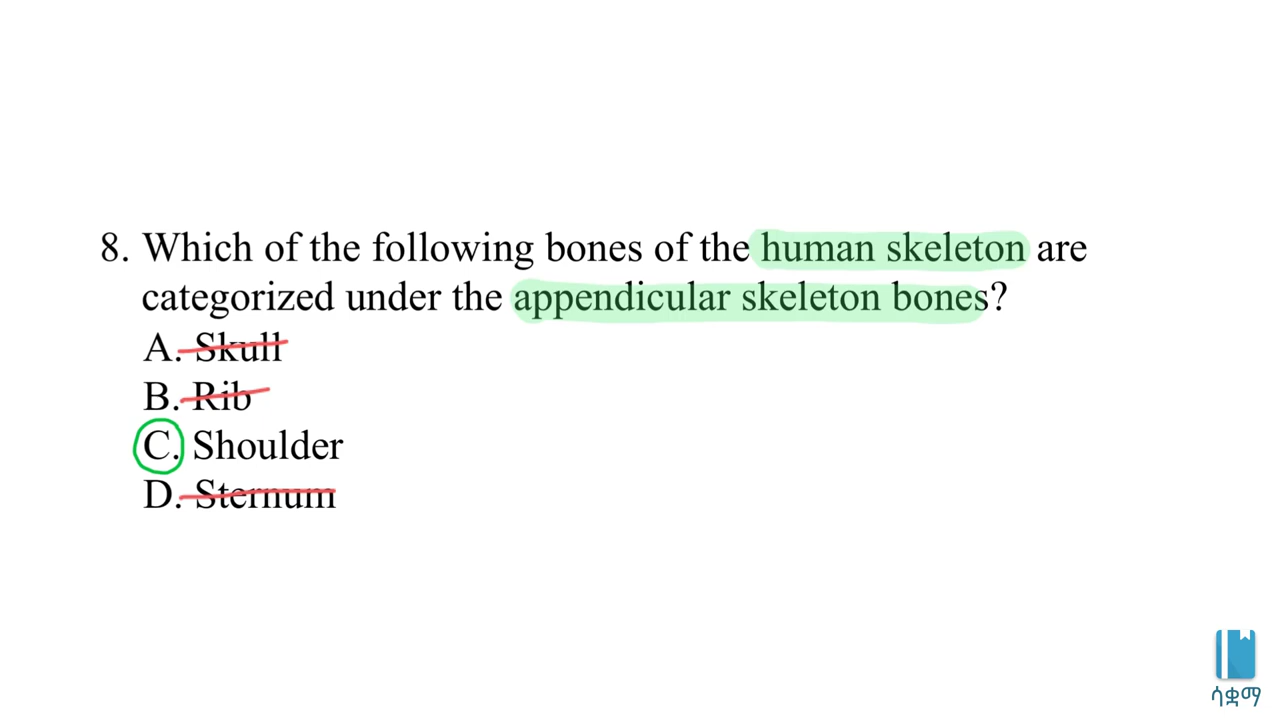 8. Which of the following bones of the human skeleton are
categorized under the appendicular skeleton bones?
A. Skull
B. Rib
C. Shoulder
D. Sternum
ሳቋማ